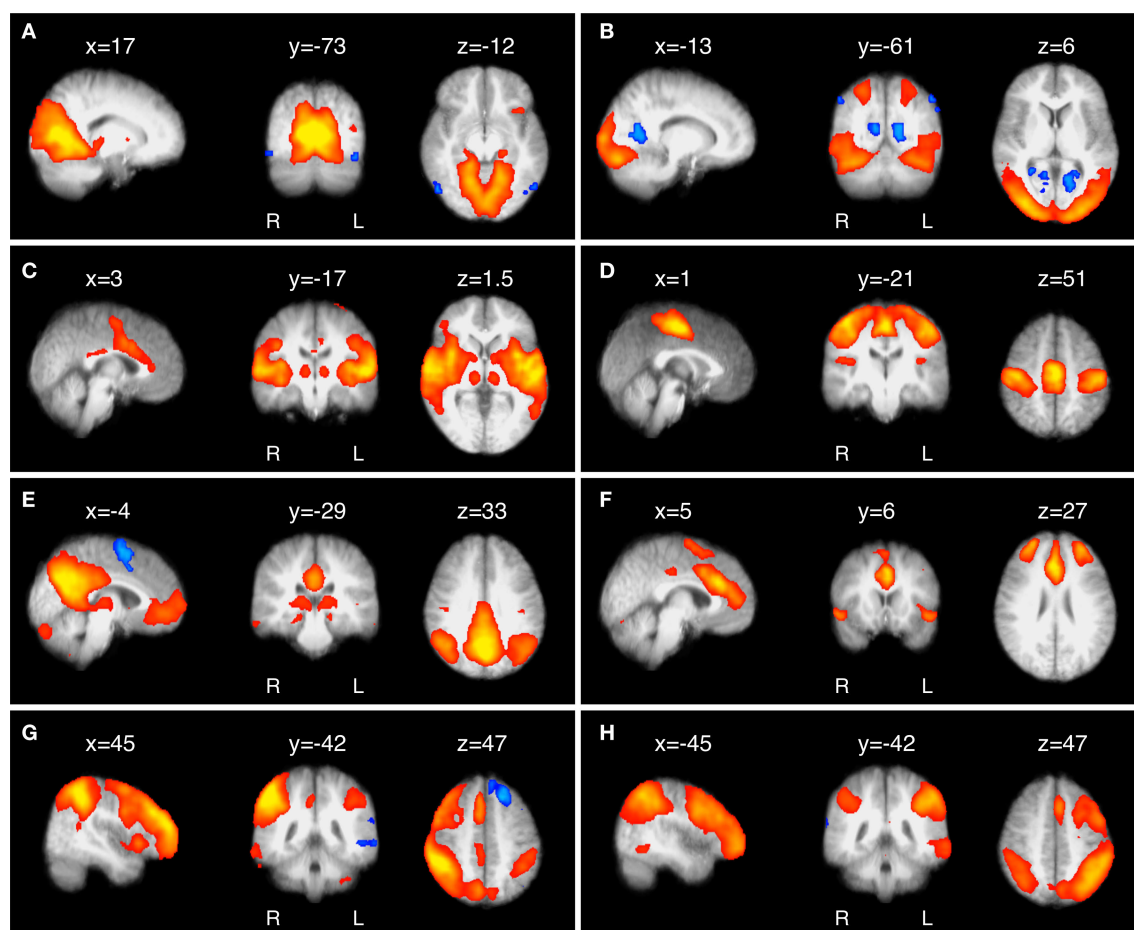 A
x=17 y=-73 z=-12
R L
B
x=-13 y=-61 z=6
R L
C
x=3 y=-17 z=1.5
R L
D
x=1 y=-21 z=51
R L
E
x=-4 y=-29 z=33
R L
F
x=5 y=6 z=27
R L
G
x=45 y=-42 z=47
R L
H
x=-45 y=-42 z=47
R L